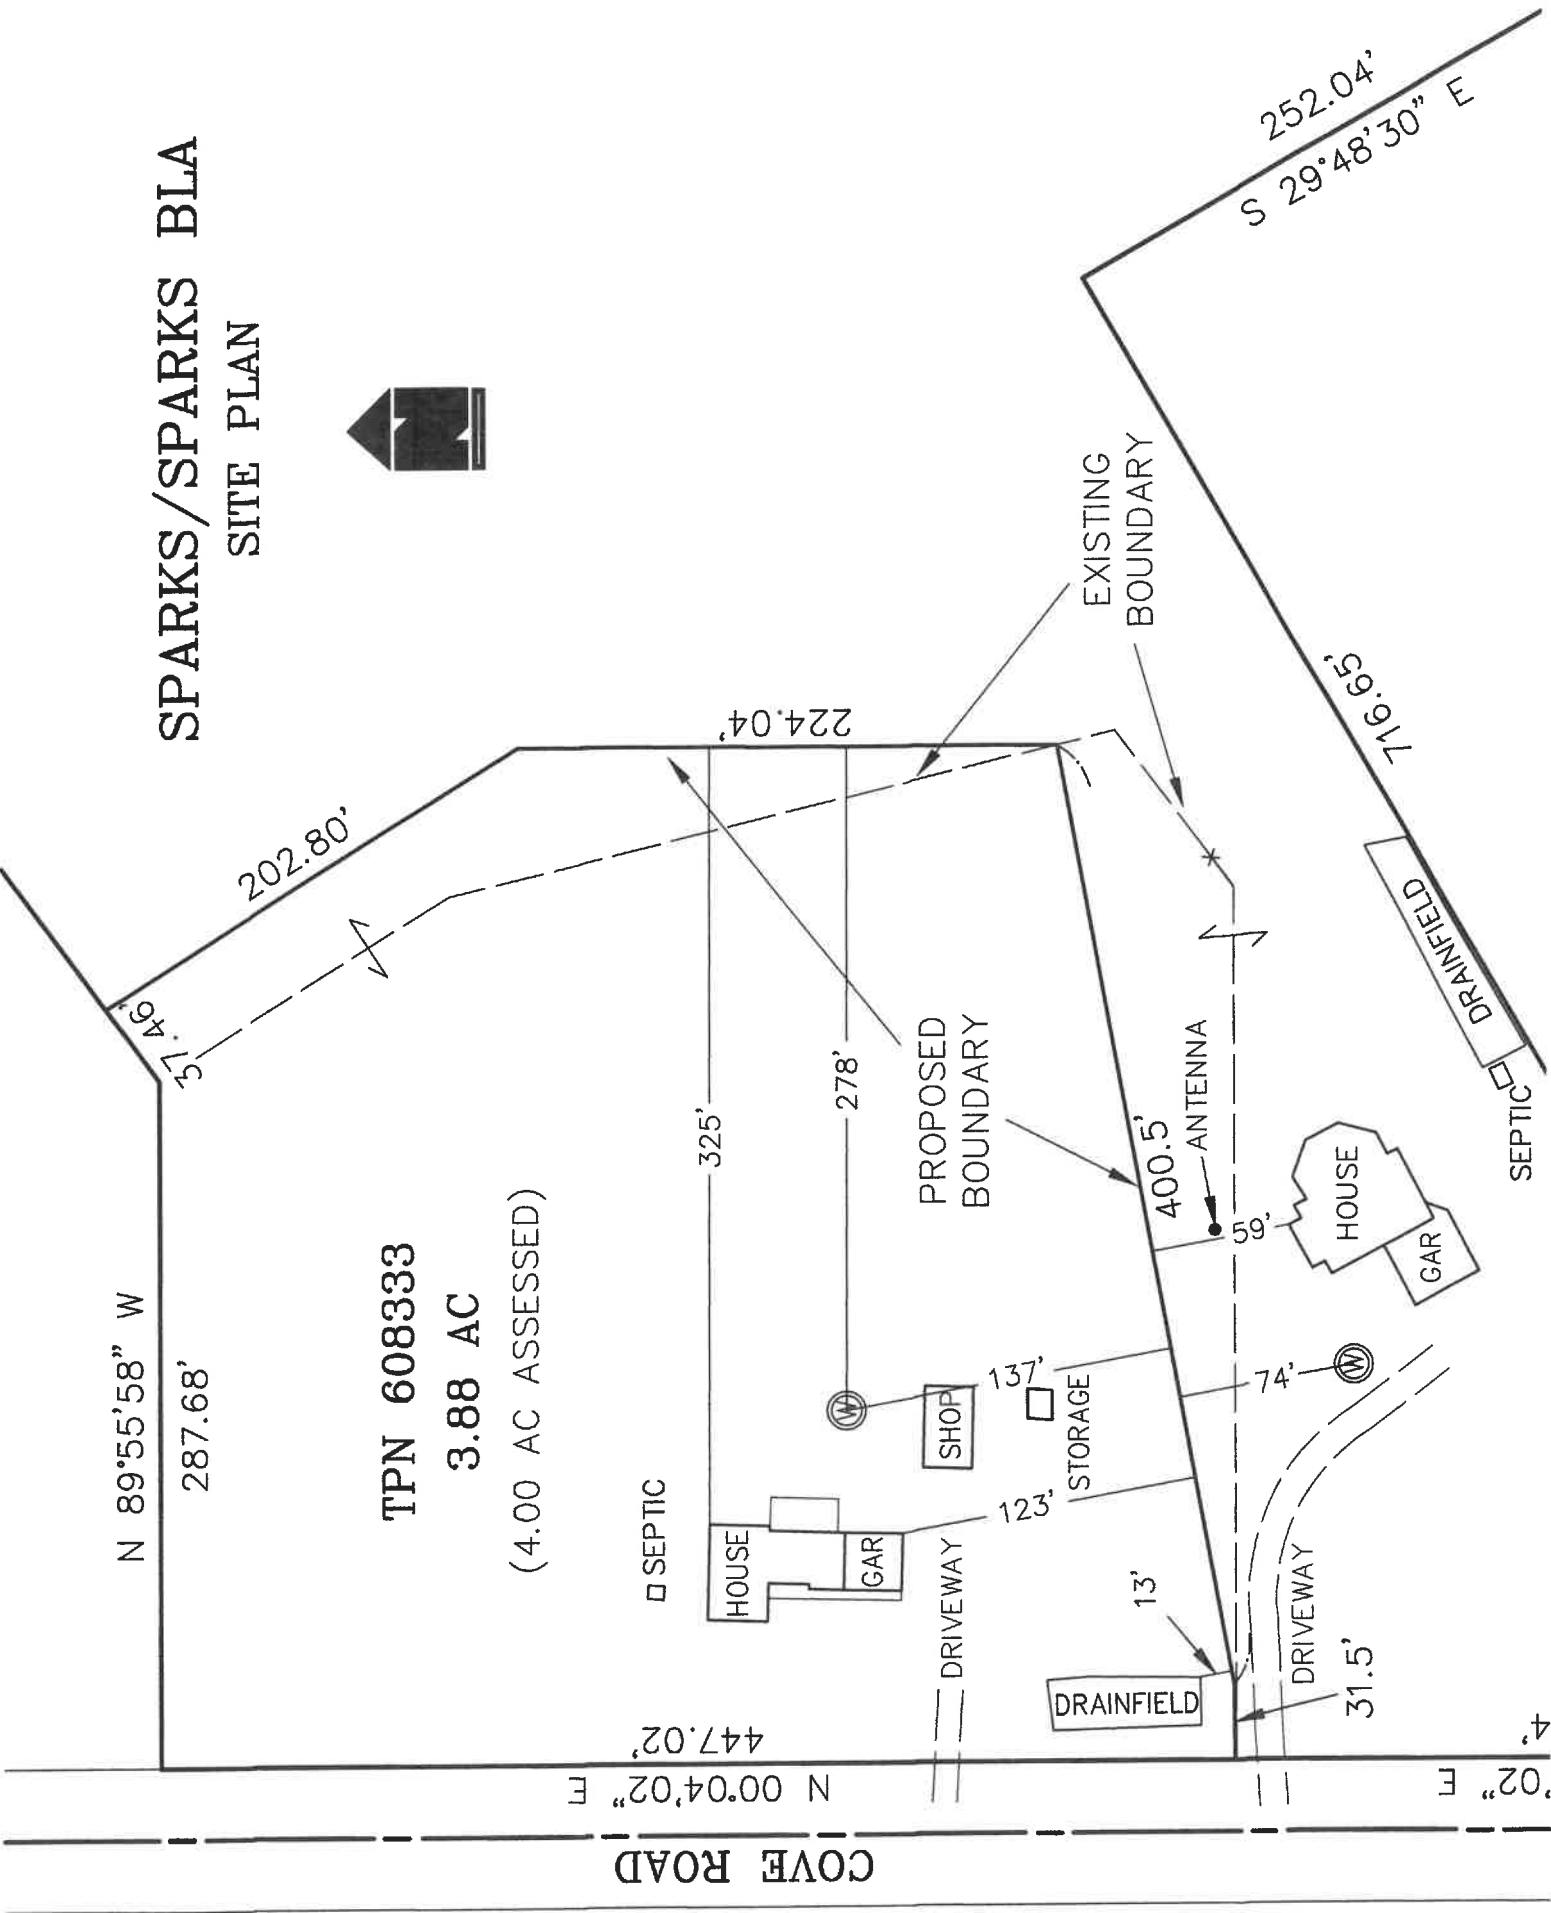 SPARKS/SPARKS BLA
SITE PLAN
N
N 89°55'58" W
287.68'
37.46'
202.80'
224.04'
TPN 608333
3.88 AC
(4.00 AC ASSESSED)
325'
278'
EXISTING
BOUNDARY
PROPOSED
BOUNDARY
252.04'
S 29°48'30" E
716.65'
SEPTIC
HOUSE
GAR
W
SHOP
STORAGE
137'
123'
DRIVEWAY
DRAINFIELD
13'
400.5'
ANTENNA
59'
HOUSE
GAR
74'
W
DRAINFIELD
SEPTIC
DRIVEWAY
31.5'
447.02'
N 00°04'02" E
4'
'02" E
COVE ROAD